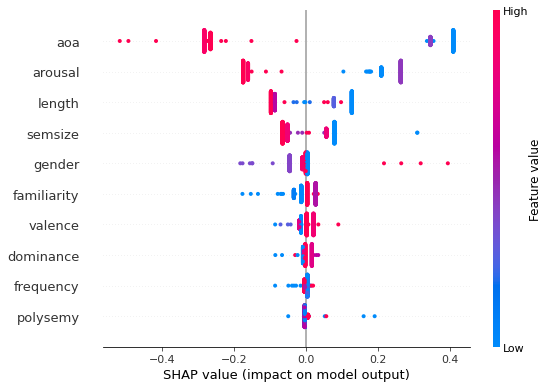 High
aoa
arousal
length
semsize
gender
familiarity
valence
dominance
frequency
polysemy
Low
Feature value
−0.4 −0.2 0.0 0.2 0.4
SHAP value (impact on model output)